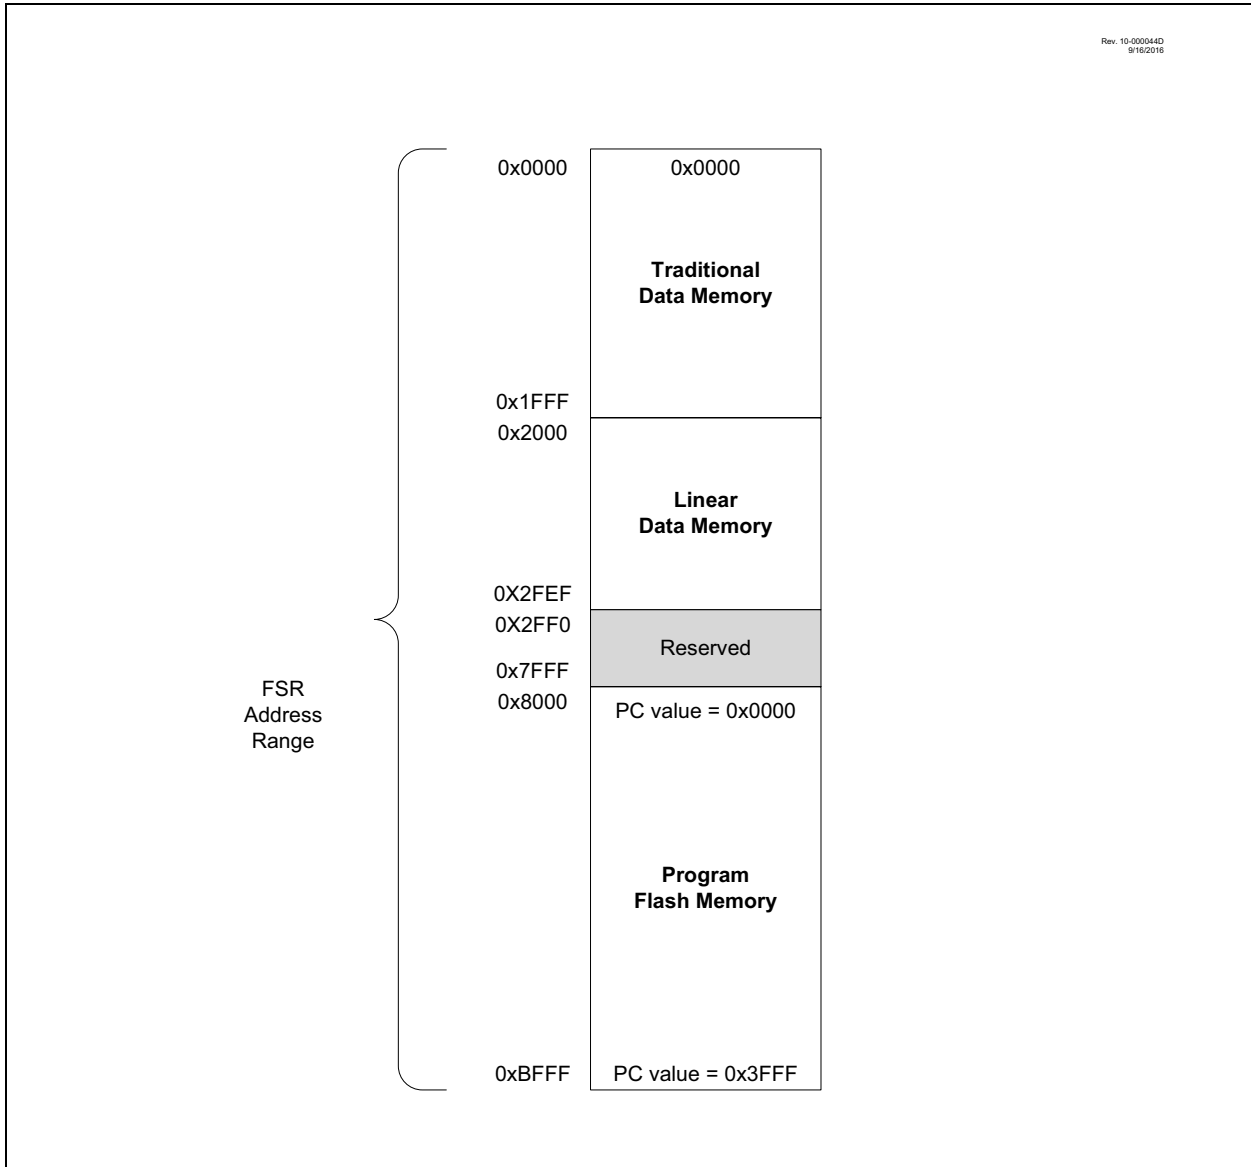 Rev. 10-000044D
9/16/2016
0x0000
0x0000
Traditional
Data Memory
0x1FFF
0x2000
Linear
Data Memory
0X2FEF
0X2FF0
Reserved
0x7FFF
0x8000
PC value = 0x0000
FSR
Address
Range
Program
Flash Memory
0xBFFF
PC value = 0x3FFF